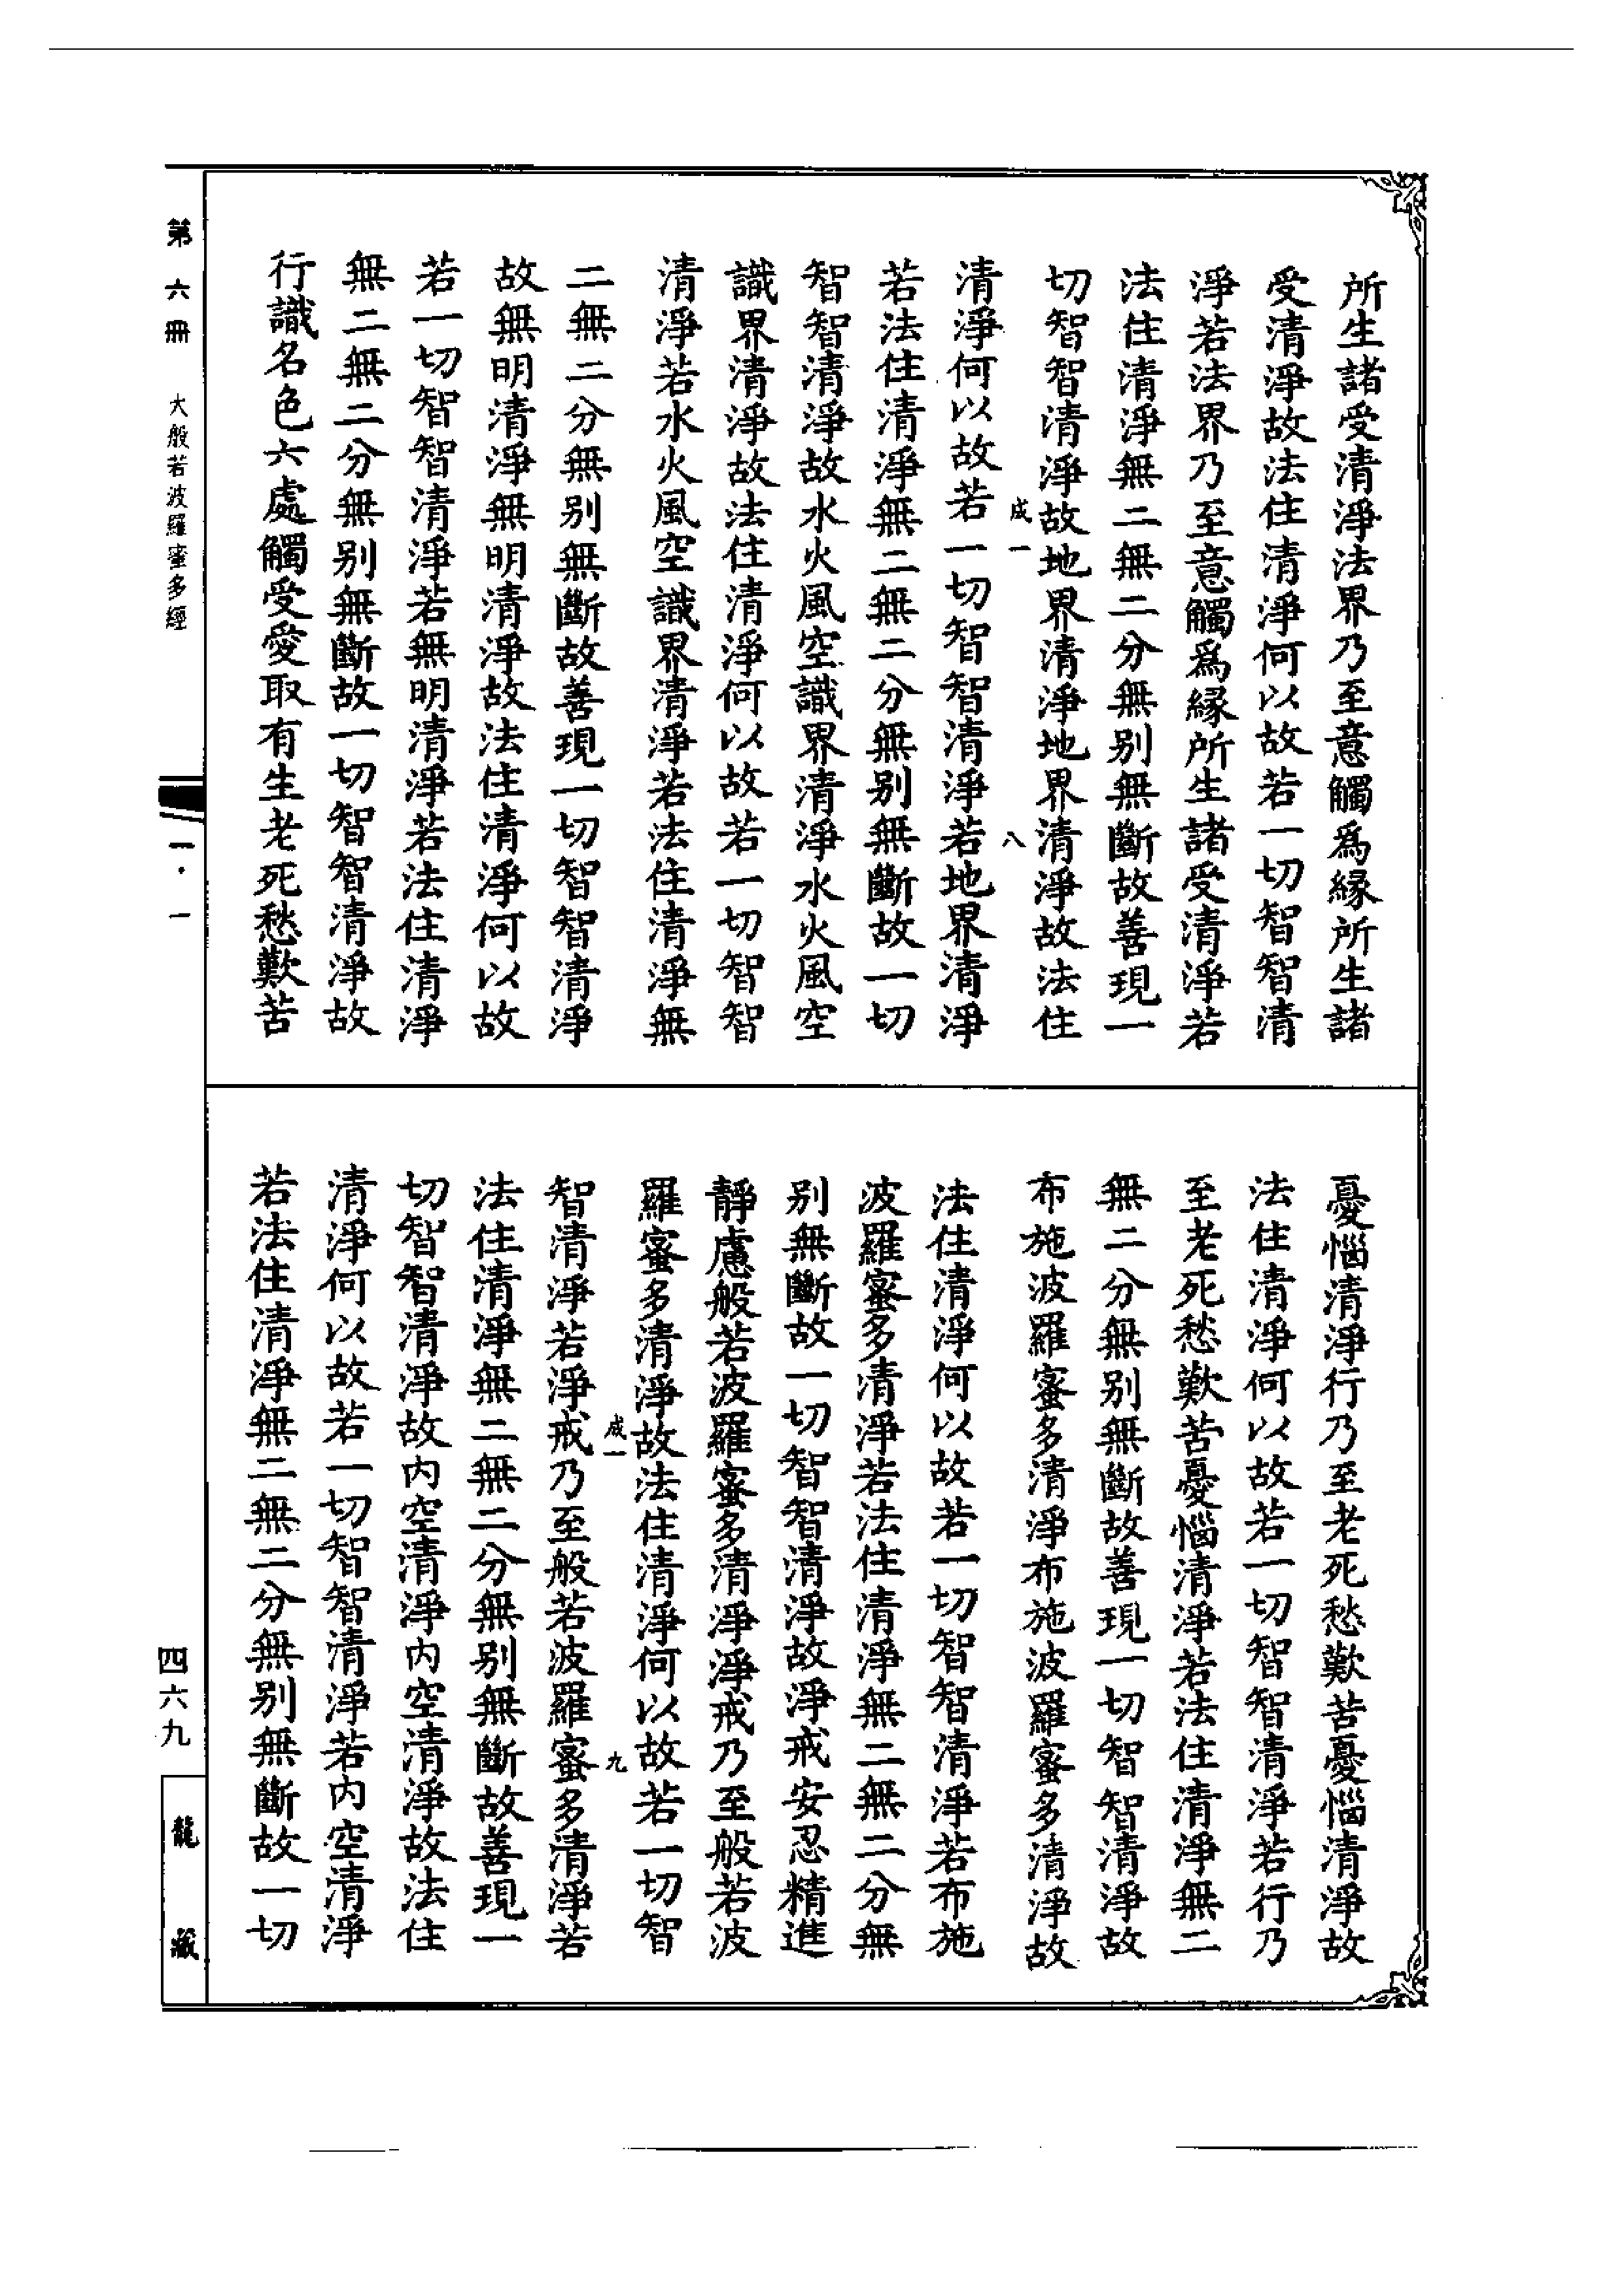 所生諸受清淨法界乃至意觸爲縁所生諸
受清淨故法住清淨何以故若一切智智清
淨若法界乃至意觸爲縁所生諸受清淨若
法住清淨無二無二分無别無斷故善現一
切智智清淨故地界清淨地界清淨故法住
成一
八
清淨何以故若一切智智清淨若地界清淨
若法住清淨無二無二分無别無斷故一切
智智清淨故水火風空識界清淨水火風空
識界清淨故法住清淨何以故若一切智智
清淨若水火風空識界清淨若法住清淨無
二無二分無别無斷故善現一切智智清淨
故無明清淨無明清淨故法住清淨何以故
若一切智智清淨若無明清淨若法住清淨
無二無二分無别無斷故一切智智清淨故
行識名色六處觸受愛取有生老死愁歎苦
憂惱清淨行乃至老死愁歎苦憂惱清淨故
法住清淨何以故若一切智智清淨若行乃
至老死愁歎苦憂惱清淨若法住清淨無二
無二分無别無斷故善現一切智智清淨故
布施波羅蜜多清淨布施波羅蜜多清淨故
法住清淨何以故若一切智智清淨若布施
波羅蜜多清淨若法住清淨無二無二分無
别無斷故一切智智清淨故淨戒安忍精進
靜慮般若波羅蜜多清淨淨戒乃至般若波
羅蜜多清淨故法住清淨何以故若一切智
成一
九
智清淨若淨戒乃至般若波羅蜜多清淨若
法住清淨無二無二分無别無斷故善現一
切智智清淨故内空清淨内空清淨故法住
清淨何以故若一切智智清淨若内空清淨
若法住清淨無二無二分無别無斷故一切
第六冊
大般若波羅蜜多經
一·一
四六九
龍藏